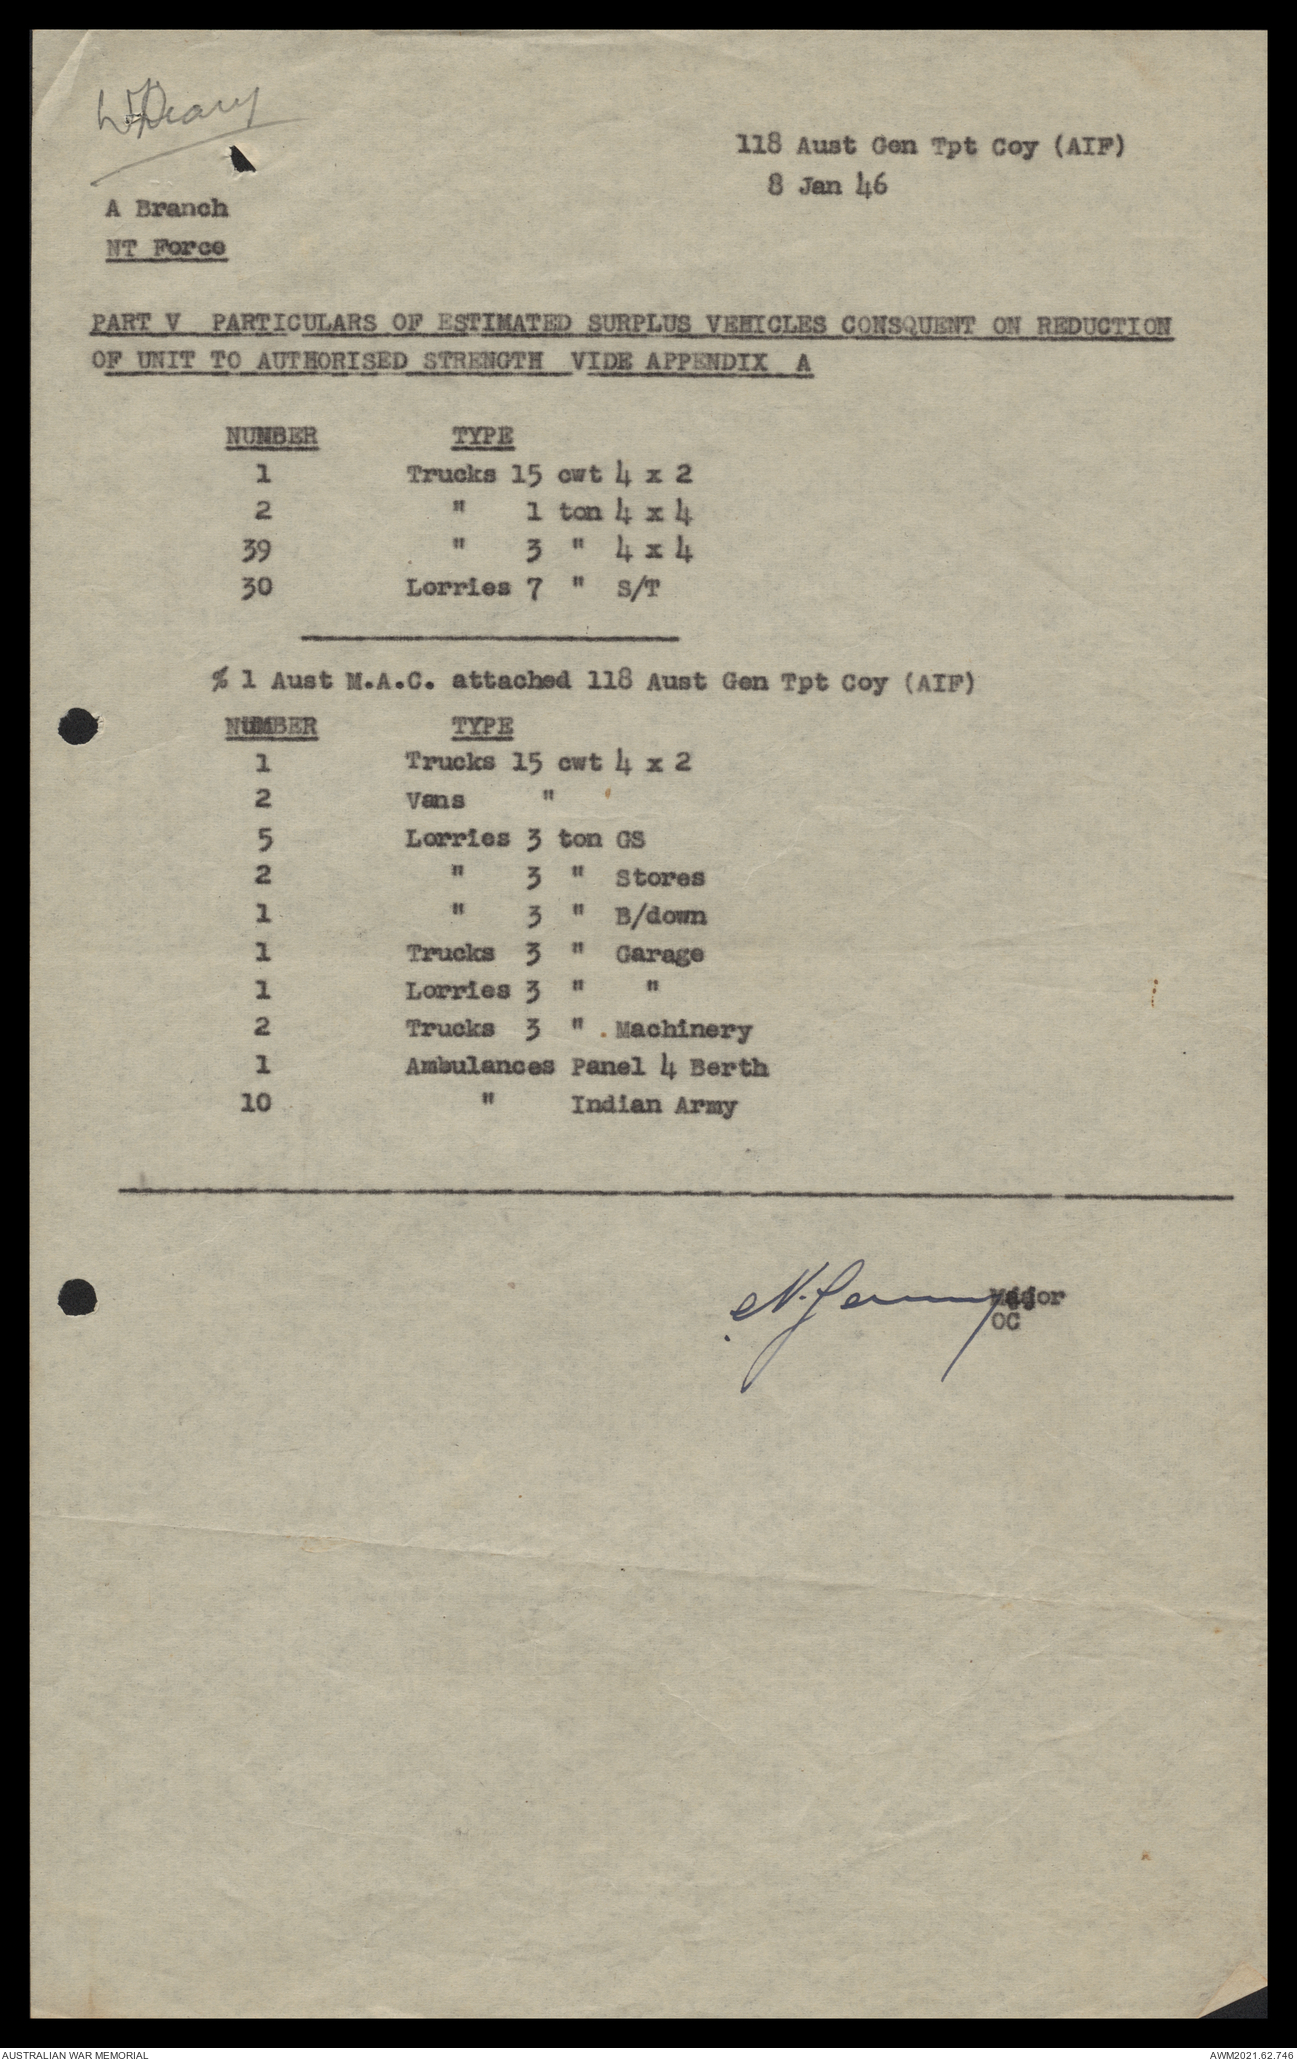 W/Diary
118 Aust Gen Tpt Coy (AIF)
8 Jan 46
A Branch
NT Force
PART V  PARTICULARS OF ESTIMATED SURPLUS VEHICLES CONSQUENT ON REDUCTION
OF UNIT TO AUTHORISED STRENGTH  VIDE APPENDIX  A
NUMBER TYPE
1 Trucks 15 cwt 4 x 2
2 " 1 ton 4 x 4
39 " 3 " 4 x 4
30 Lorries 7 " S/T
% 1 Aust M.A.C. attached 118 Aust Gen Tpt Coy (AIF)
NUMBER TYPE
1 Trucks 15 cwt 4 x 2
2 Vans "
5 Lorries 3 ton GS
2 " 3 " Stores
1 " 3 " B/down
1 Trucks 3 " Garage
1 Lorries 3 " "
2 Trucks 3 " Machinery
1 Ambulances Panel 4 Berth
10 " Indian Army
Major
OC
AUSTRALIAN WAR MEMORIAL
AWM2021.62.746